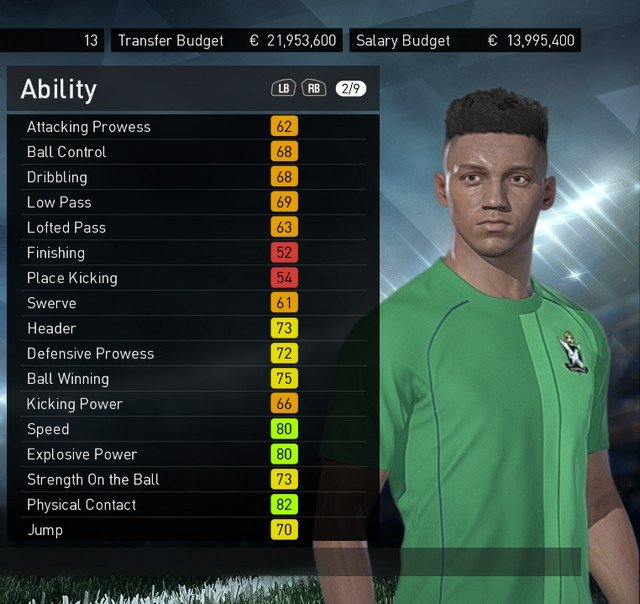 13 Transfer Budget € 21,953,600 Salary Budget € 13,995,400
Ability LB RB 2/9
Attacking Prowess 62
Ball Control 68
Dribbling 68
Low Pass 69
Lofted Pass 63
Finishing 52
Place Kicking 54
Swerve 61
Header 73
Defensive Prowess 72
Ball Winning 75
Kicking Power 66
Speed 80
Explosive Power 80
Strength On the Ball 73
Physical Contact 82
Jump 70